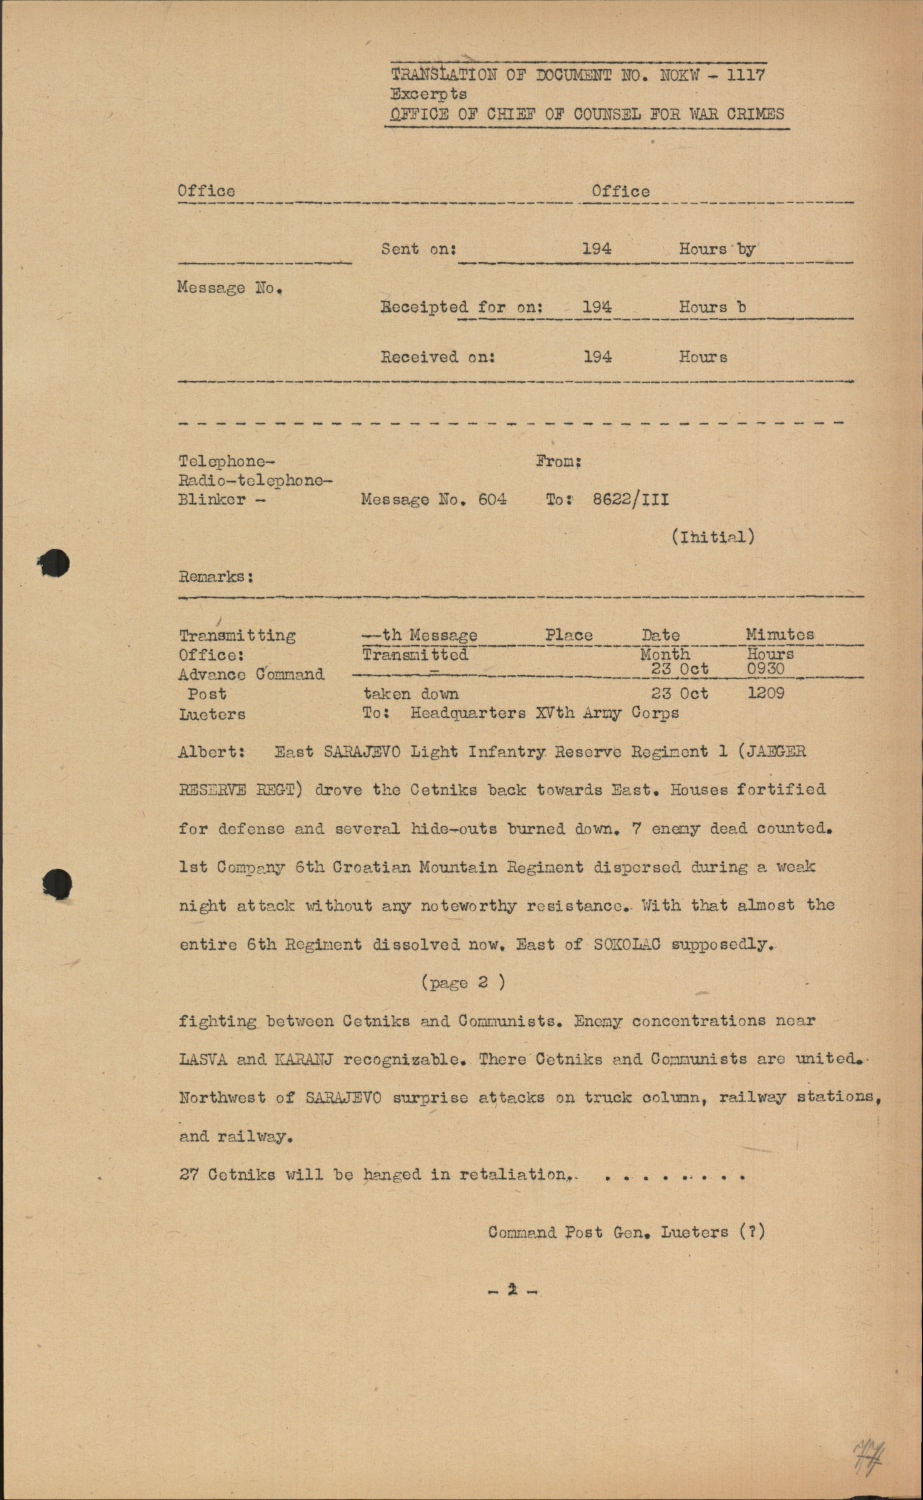 TRANSLATION OF DOCUMENT NO. NOKW - 1117
Excerpts
OFFICE OF CHIEF OF COUNSEL FOR WAR CRIMES
Office Office
Sent on: 194 Hours by
Message No.
Receipted for on: 194 Hours b
Received on: 194 Hours
Telephone- From:
Radio-telephone-
Blinker - Message No. 604 To: 8622/III
(Initial)
Remarks:
Transmitting --th Message Place Date Minutes
Office: Transmitted Month Hours
Advance Command - 23 Oct 0930
Post taken down 23 Oct 1209
Lueters To: Headquarters XVth Army Corps
Albert: East SARAJEVO Light Infantry Reserve Regiment 1 (JAEGER
RESERVE REGT) drove the Cetniks back towards East. Houses fortified
for defense and several hide-outs burned down. 7 enemy dead counted.
1st Company 6th Croatian Mountain Regiment dispersed during a weak
night attack without any noteworthy resistance. With that almost the
entire 6th Regiment dissolved now. East of SOKOLAC supposedly.
(page 2 )
fighting between Cetniks and Communists. Enemy concentrations near
LASVA and KARANJ recognizable. There Cetniks and Communists are united.
Northwest of SARAJEVO surprise attacks on truck column, railway stations,
and railway.
27 Cetniks will be hanged in retaliation. . . . . . . . .
Command Post Gen. Lueters (?)
77